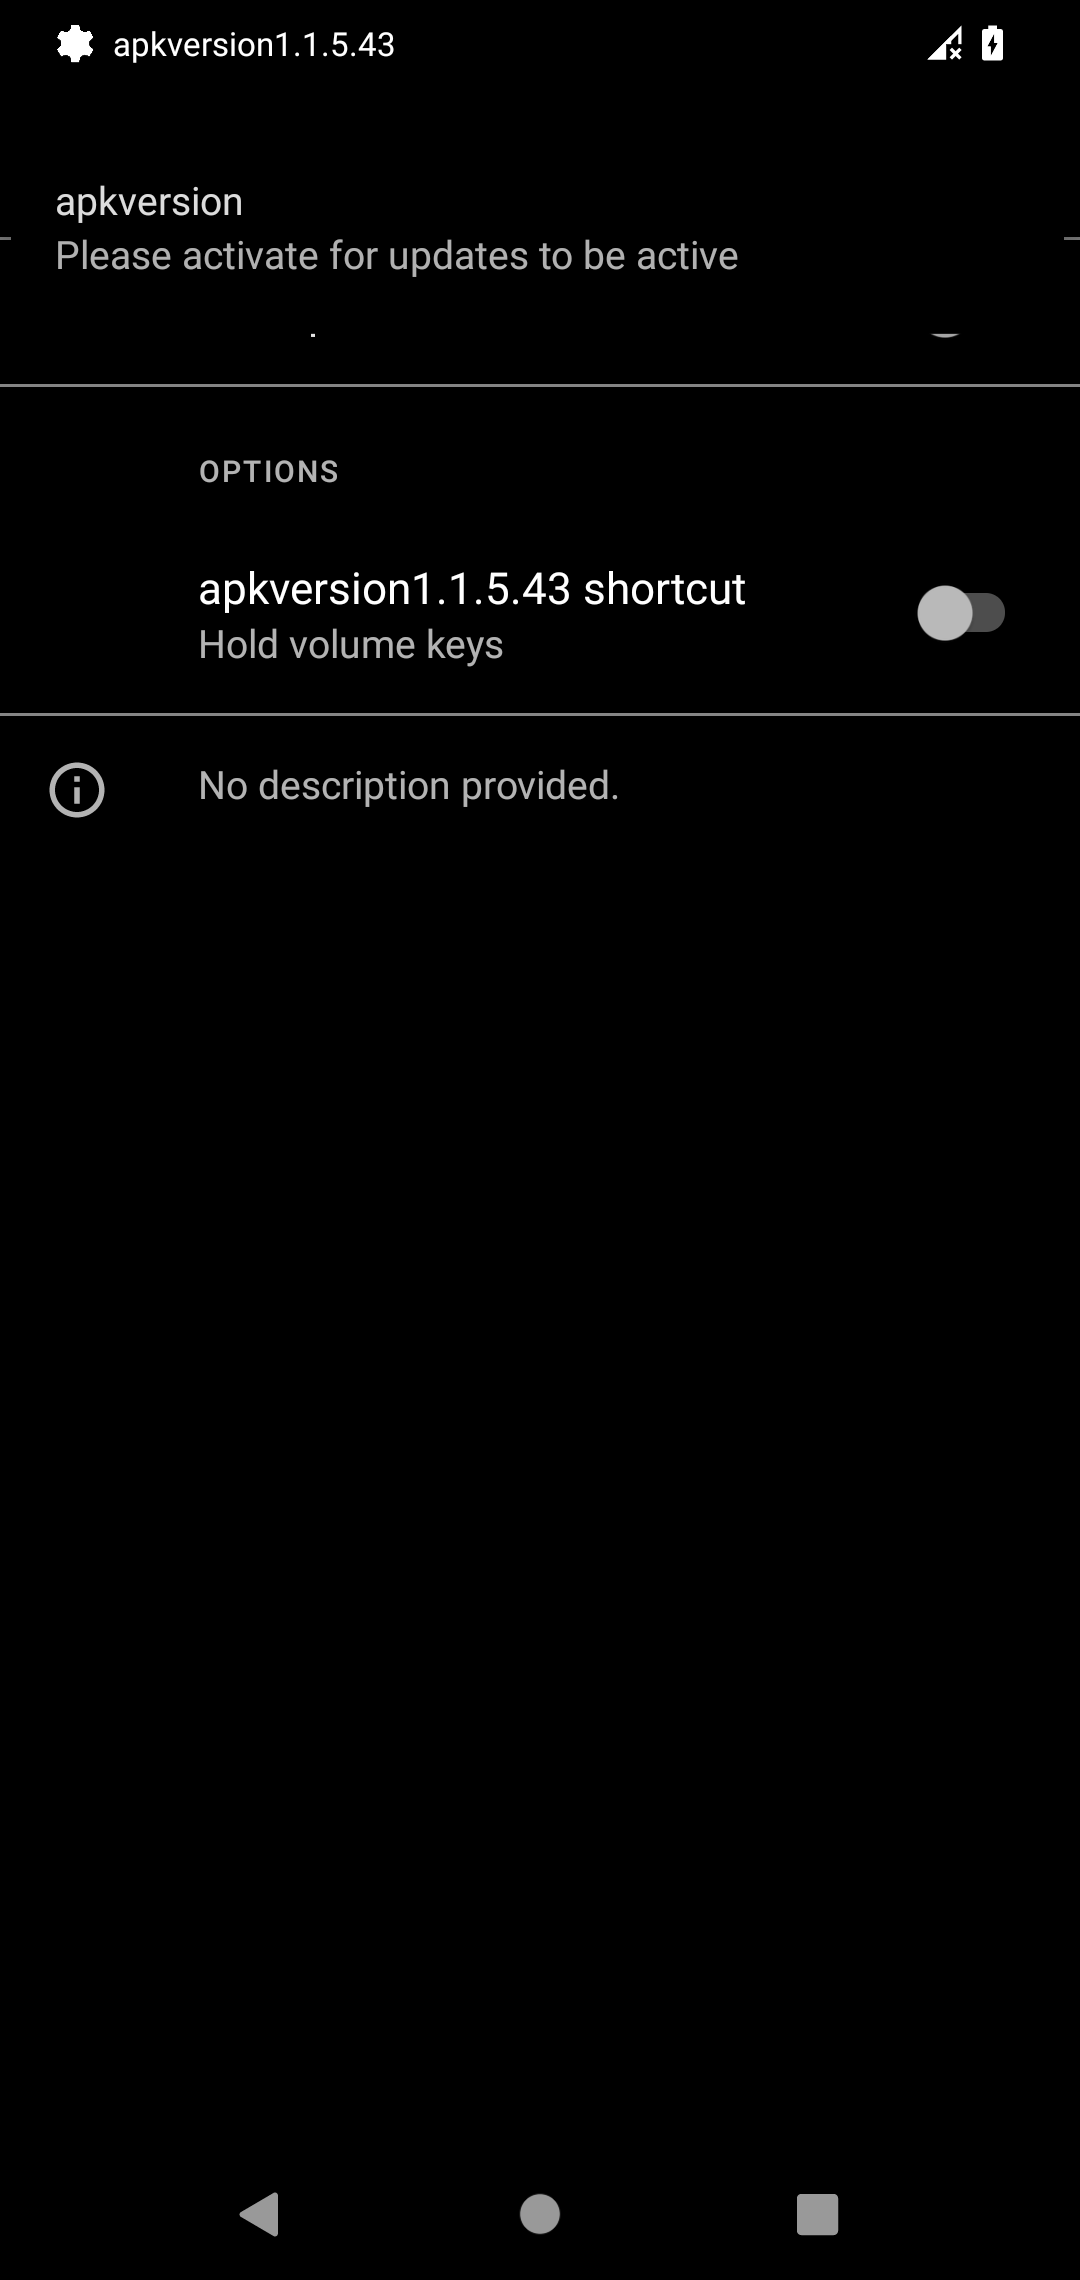 apkversion1.1.5.43
apkversion
Please activate for updates to be active
OPTIONS
apkversion1.1.5.43 shortcut
Hold volume keys
No description provided.